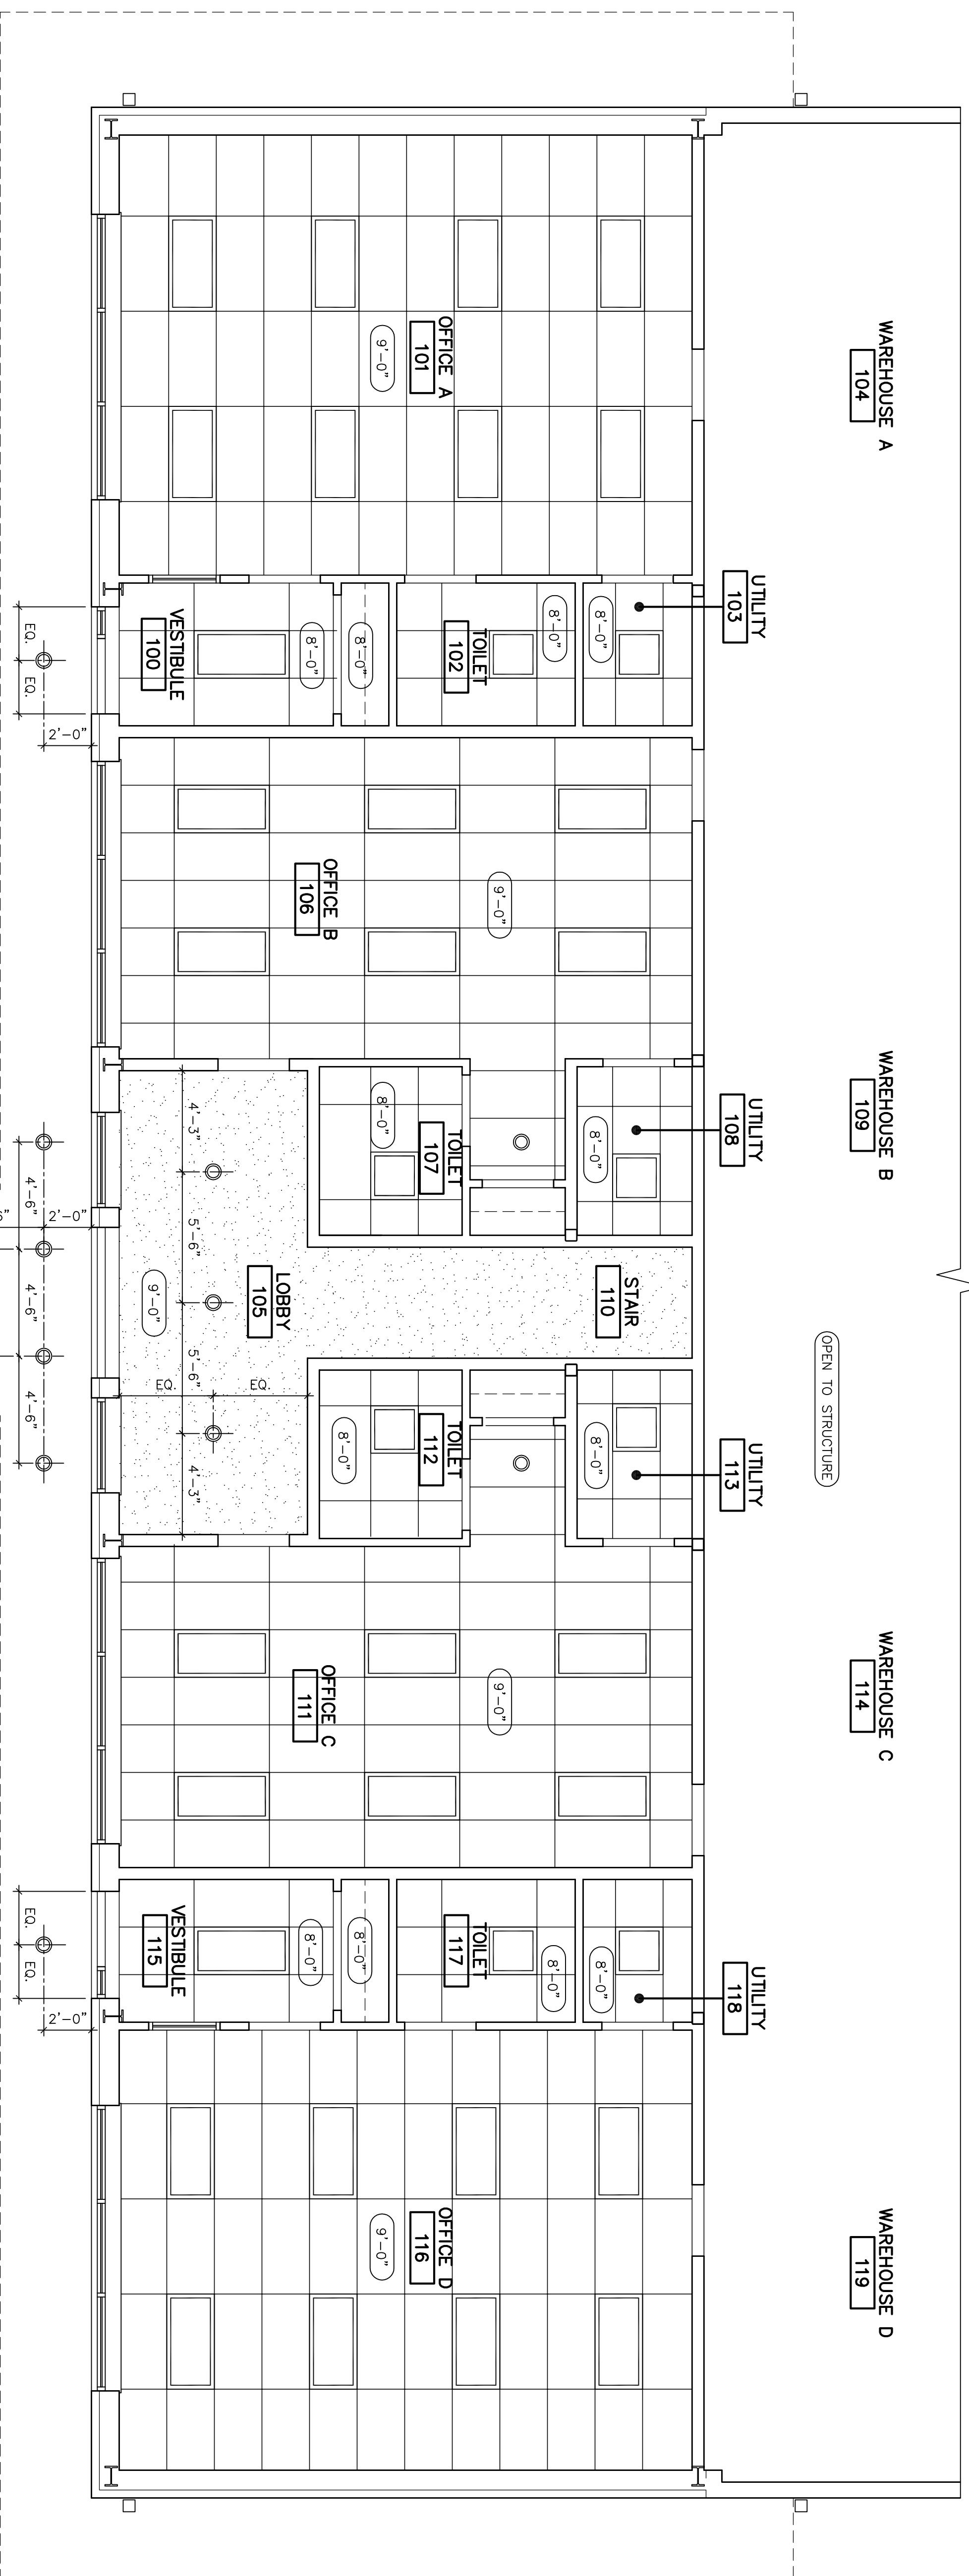 WAREHOUSE A
104
WAREHOUSE B
109
WAREHOUSE C
114
WAREHOUSE D
119
OPEN TO STRUCTURE
UTILITY
103
UTILITY
108
UTILITY
113
UTILITY
118
8'-0"
8'-0"
8'-0"
8'-0"
STAIR
110
OFFICE A
101
9'-0"
8'-0"
TOILET
102
8'-0"
8'-0"
VESTIBULE
100
9'-0"
OFFICE B
106
TOILET
107
8'-0"
LOBBY
105
9'-0"
4'-3"
5'-6"
5'-6"
4'-3"
EQ.
EQ.
TOILET
112
8'-0"
9'-0"
OFFICE C
111
8'-0"
TOILET
117
8'-0"
8'-0"
VESTIBULE
115
OFFICE D
116
9'-0"
2'-0"
EQ.
EQ.
2'-0"
4'-6"
4'-6"
4'-6"
2'-0"
EQ.
EQ.